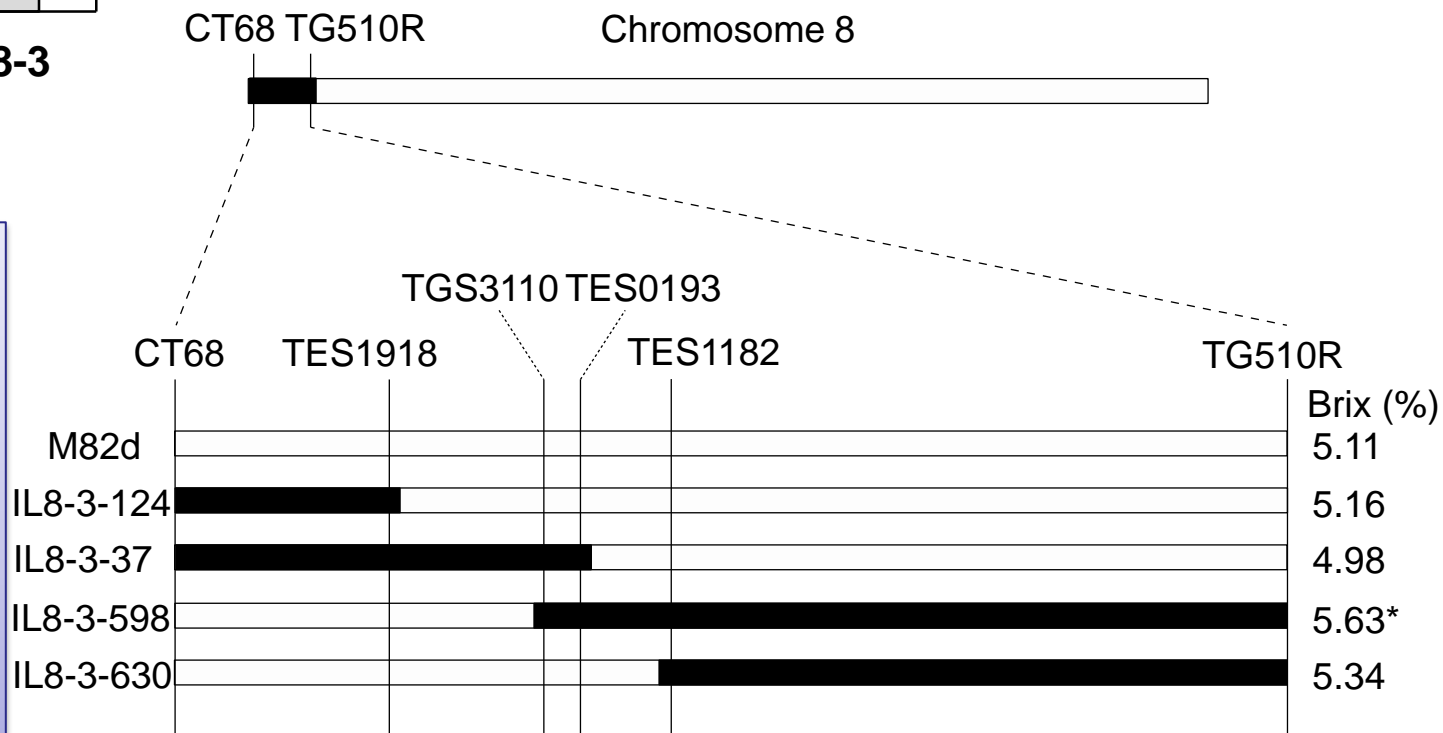 CT68 TG510R Chromosome 8
8-3
TGS3110 TES0193
CT68 TES1918 TES1182 TG510R
Brix (%)
M82d 5.11
IL8-3-124 5.16
IL8-3-37 4.98
IL8-3-598 5.63*
IL8-3-630 5.34